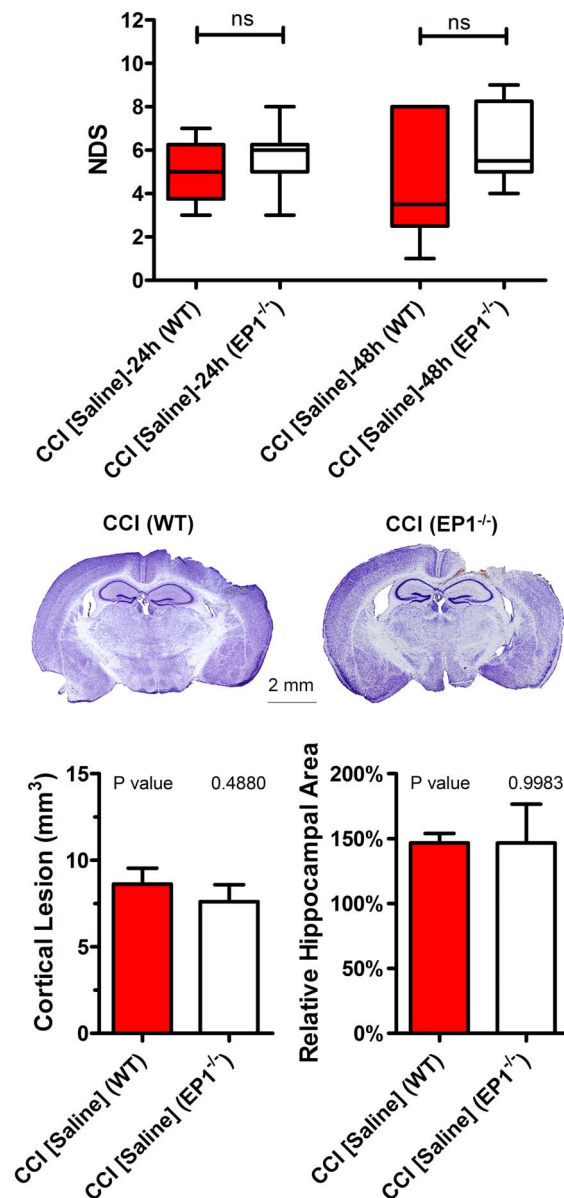 ns ns
12
10
8
6
4
2
0
NDS
CCI [Saline]-24h (WT)
CCI [Saline]-24h (EP1⁻/⁻)
CCI [Saline]-48h (WT)
CCI [Saline]-48h (EP1⁻/⁻)
CCI (WT)
CCI (EP1⁻/⁻)
2 mm
Cortical Lesion (mm³)
15
10
5
0
P value 0.4880
CCI [Saline] (WT)
CCI [Saline] (EP1⁻/⁻)
Relative Hippocampal Area
200%
150%
100%
50%
0%
P value 0.9983
CCI [Saline] (WT)
CCI [Saline] (EP1⁻/⁻)